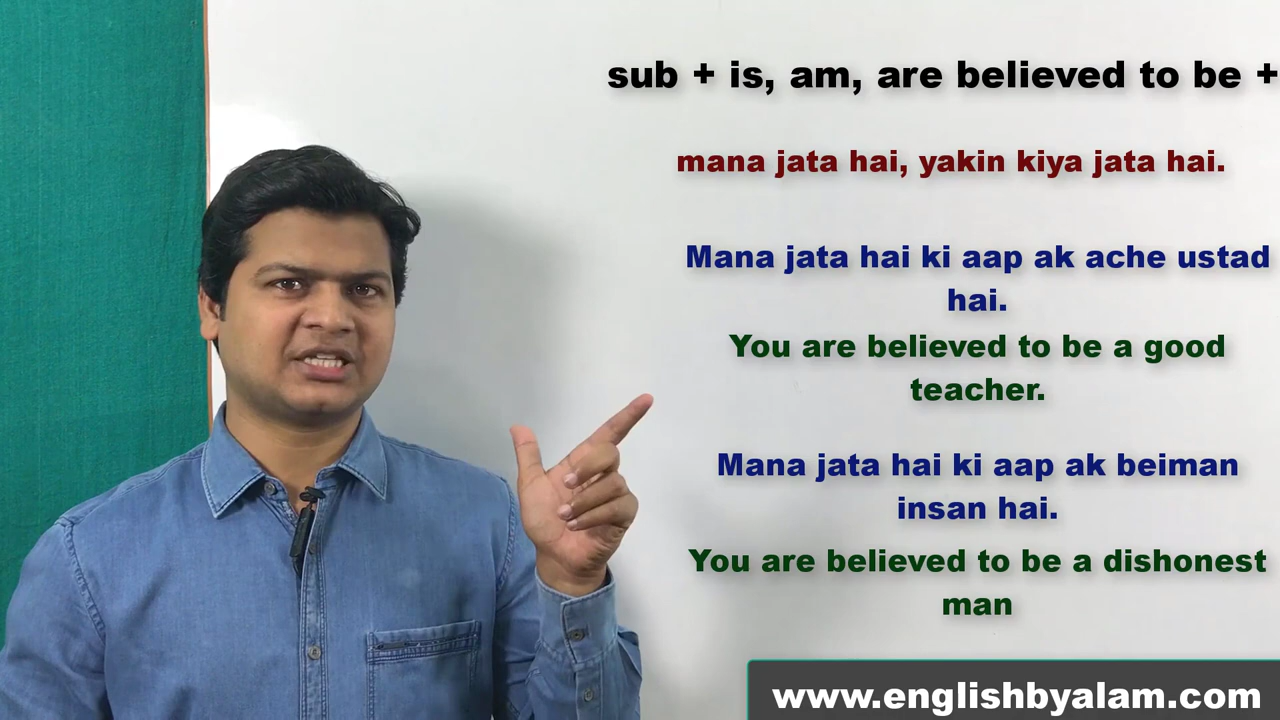 sub + is, am, are believed to be +
mana jata hai, yakin kiya jata hai.
Mana jata hai ki aap ak ache ustad
hai.
You are believed to be a good
teacher.
Mana jata hai ki aap ak beiman
insan hai.
You are believed to be a dishonest
man
www.englishbyalam.com